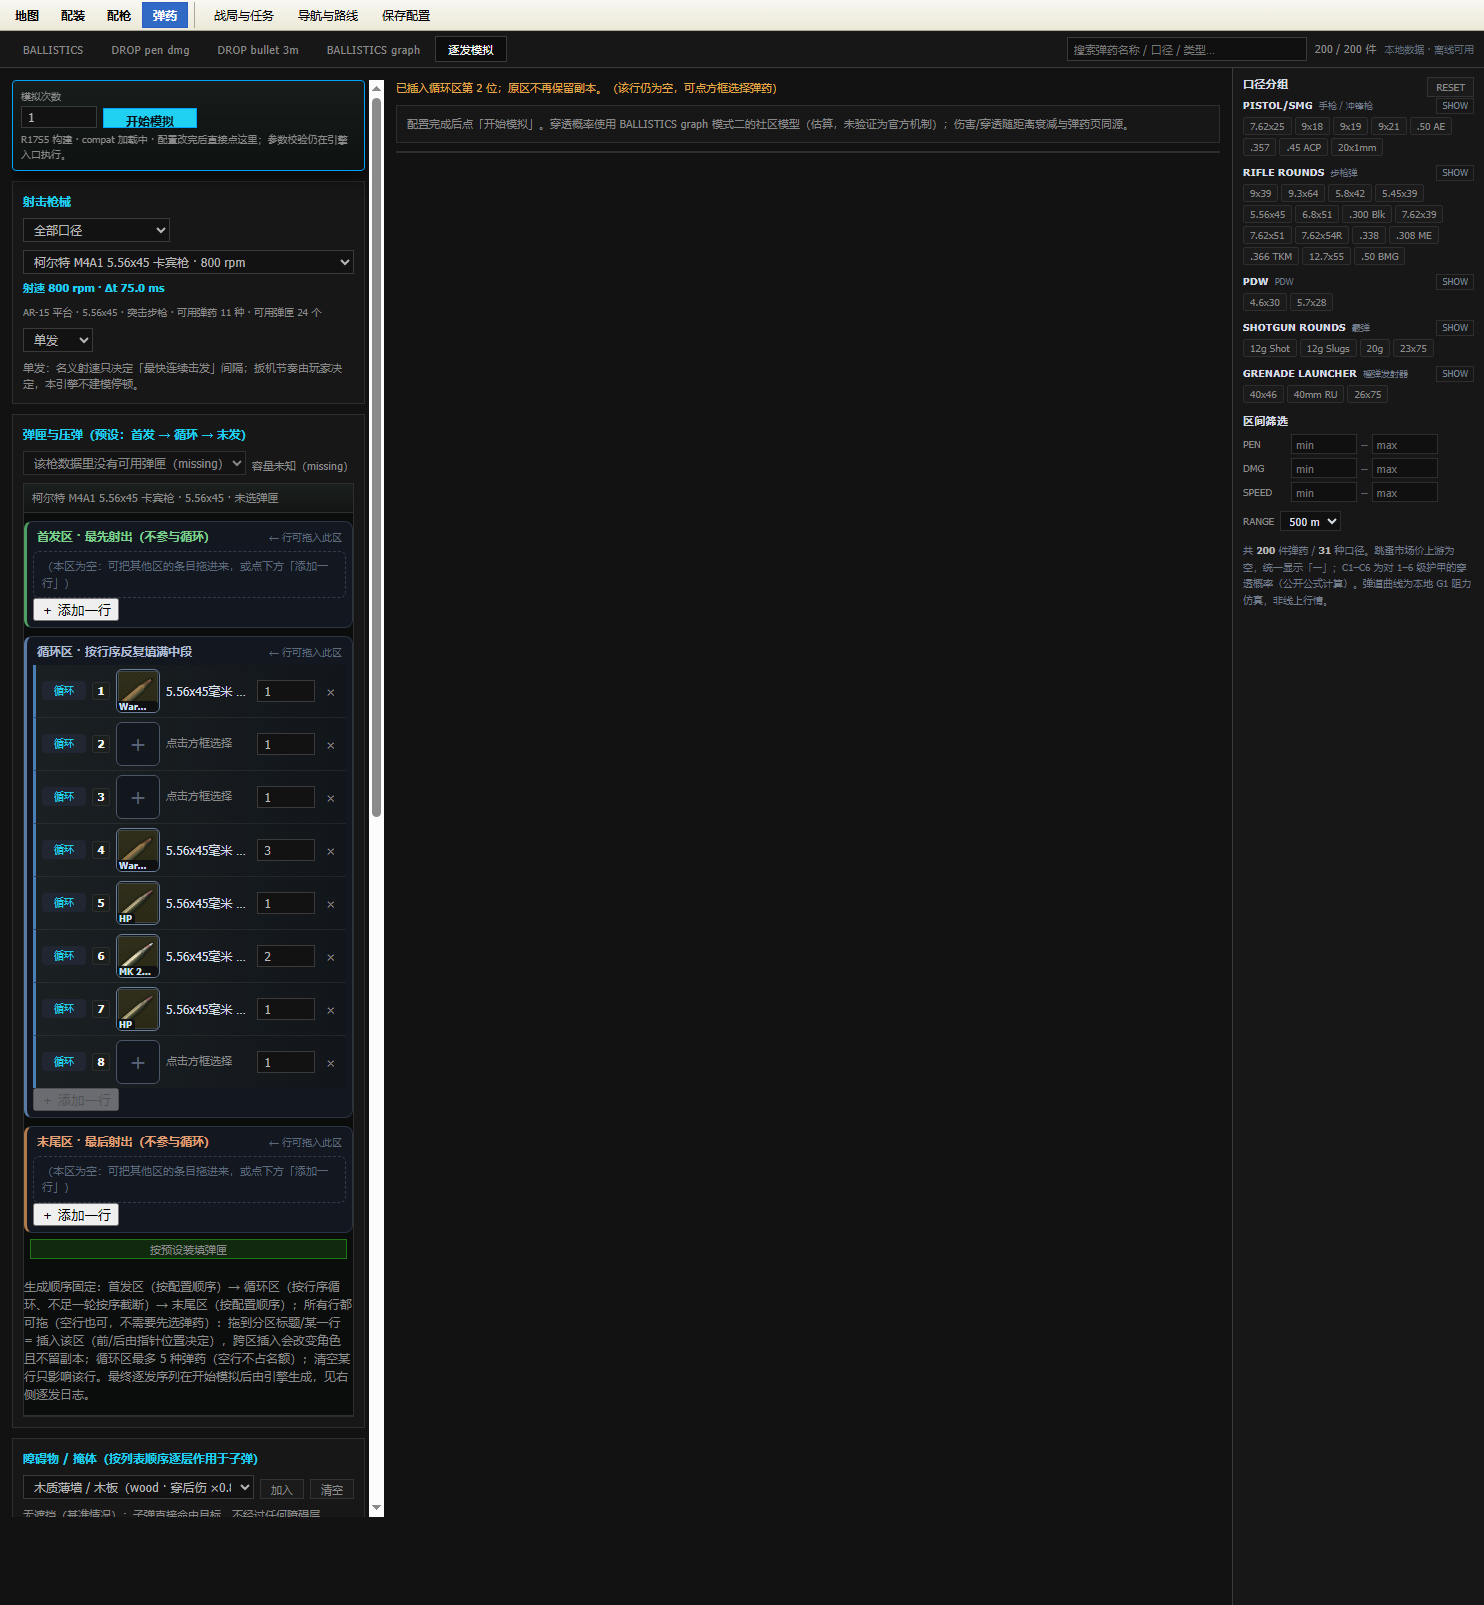 地图 配装 配枪 弹药 战局与任务 导航与路线 保存配置
BALLISTICS DROP pen dmg DROP bullet 3m BALLISTICS graph 逐发模拟
搜索弹药名称 / 口径 / 类型... 200 / 200 件 本地数据 · 离线可用
模拟次数
1 开始模拟
R17S5 构建 · compat 加载中 · 配置改完后直接点这里；参数校验仍在引擎
入口执行。
射击枪械
全部口径
柯尔特 M4A1 5.56x45 卡宾枪 · 800 rpm
射速 800 rpm · Δt 75.0 ms
AR-15 平台 · 5.56x45 · 突击步枪 · 可用弹药 11 种 · 可用弹匣 24 个
单发
单发：名义射速只决定「最快连续击发」间隔；扳机节奏由玩家决
定，本引擎不建模停顿。
弹匣与压弹（预设：首发 → 循环 → 末发）
该枪数据里没有可用弹匣（missing） 容量未知（missing）
柯尔特 M4A1 5.56x45 卡宾枪 · 5.56x45 · 未选弹匣
首发区 · 最先射出（不参与循环） ← 行可拖入此区
（本区为空：可把其他区的条目拖进来，或点下方「添加一
行」）
+ 添加一行
循环区 · 按行序反复填满中段 ← 行可拖入此区
循环 1 War... 5.56x45毫米 ... 1 ×
循环 2 + 点击方框选择 1 ×
循环 3 + 点击方框选择 1 ×
循环 4 War... 5.56x45毫米 ... 3 ×
循环 5 HP 5.56x45毫米 ... 1 ×
循环 6 MK 2... 5.56x45毫米 ... 2 ×
循环 7 HP 5.56x45毫米 ... 1 ×
循环 8 + 点击方框选择 1 ×
+ 添加一行
末尾区 · 最后射出（不参与循环） ← 行可拖入此区
（本区为空：可把其他区的条目拖进来，或点下方「添加一
行」）
+ 添加一行
按预设装填弹匣
生成顺序固定：首发区（按配置顺序）→ 循环区（按行序循
环、不足一轮按序截断）→ 末尾区（按配置顺序）；所有行都
可拖（空行也可，不需要先选弹药）：拖到分区标题/某一行
= 插入该区（前/后由指针位置决定），跨区插入会改变角色
且不留副本；循环区最多 5 种弹药（空行不占名额）；清空某
行只影响该行。最终逐发序列在开始模拟后由引擎生成，见右
侧逐发日志。
障碍物 / 掩体（按列表顺序逐层作用于子弹）
木质薄墙 / 木板（wood · 穿后伤 ×0.8 加入 清空
无遮挡（基准情况）：子弹直接命中目标，不经过任何障碍层
已插入循环区第 2 位；原区不再保留副本。（该行仍为空，可点方框选择弹药）
配置完成后点「开始模拟」。穿透概率使用 BALLISTICS graph 模式二的社区模型（估算，未验证为官方机制）；伤害/穿透随距离衰减与弹药页同源。
口径分组 RESET
PISTOL/SMG 手枪 / 冲锋枪 SHOW
7.62x25 9x18 9x19 9x21 .50 AE
.357 .45 ACP 20x1mm
RIFLE ROUNDS 步枪弹 SHOW
9x39 9.3x64 5.8x42 5.45x39
5.56x45 6.8x51 .300 Blk 7.62x39
7.62x51 7.62x54R .338 .308 ME
.366 TKM 12.7x55 .50 BMG
PDW PDW SHOW
4.6x30 5.7x28
SHOTGUN ROUNDS 霰弹 SHOW
12g Shot 12g Slugs 20g 23x75
GRENADE LAUNCHER 榴弹发射器 SHOW
40x46 40mm RU 26x75
区间筛选
PEN min – max
DMG min – max
SPEED min – max
RANGE 500 m
共 200 件弹药 / 31 种口径。跳蚤市场价上游为
空，统一显示「—」；C1–C6 为对 1–6 级护甲的穿
透概率（公开公式计算）。弹道曲线为本地 G1 阻力
仿真，非线上行情。